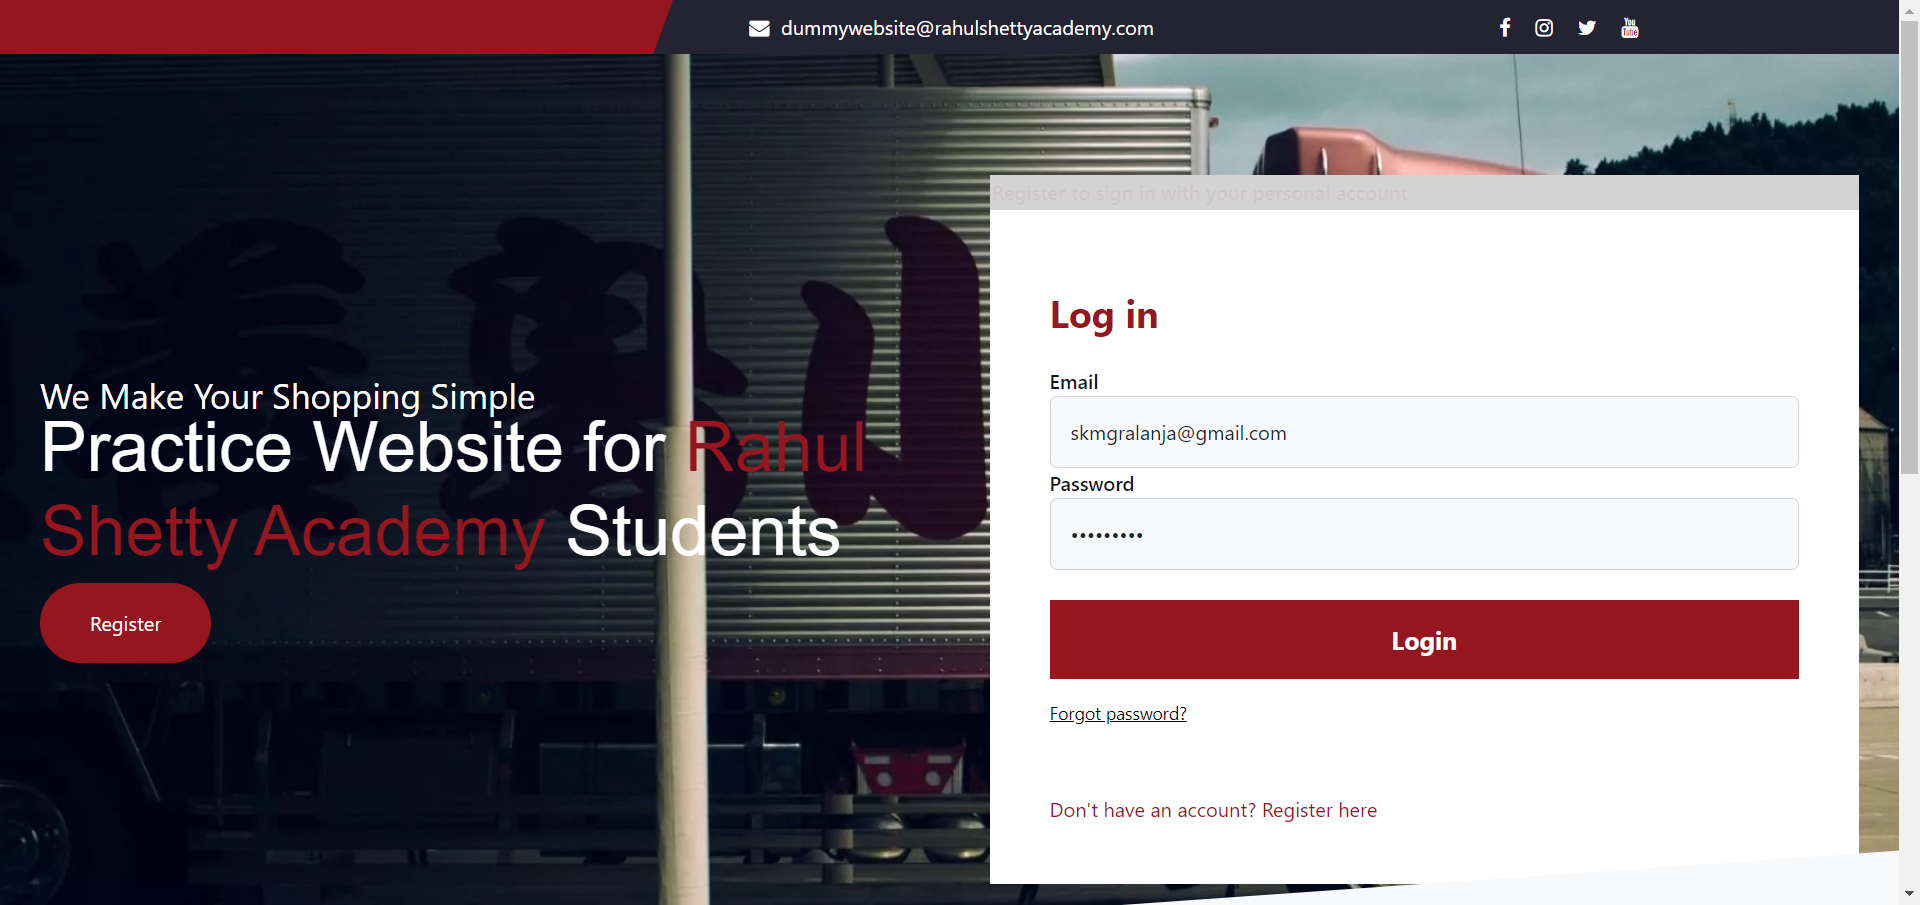 dummywebsite@rahulshettyacademy.com
Register to sign in with your personal account
We Make Your Shopping Simple
Practice Website for Rahul
Shetty Academy Students
Register
Log in
Email
skmgralanja@gmail.com
Password
•••••••••
Login
Forgot password?
Don't have an account? Register here